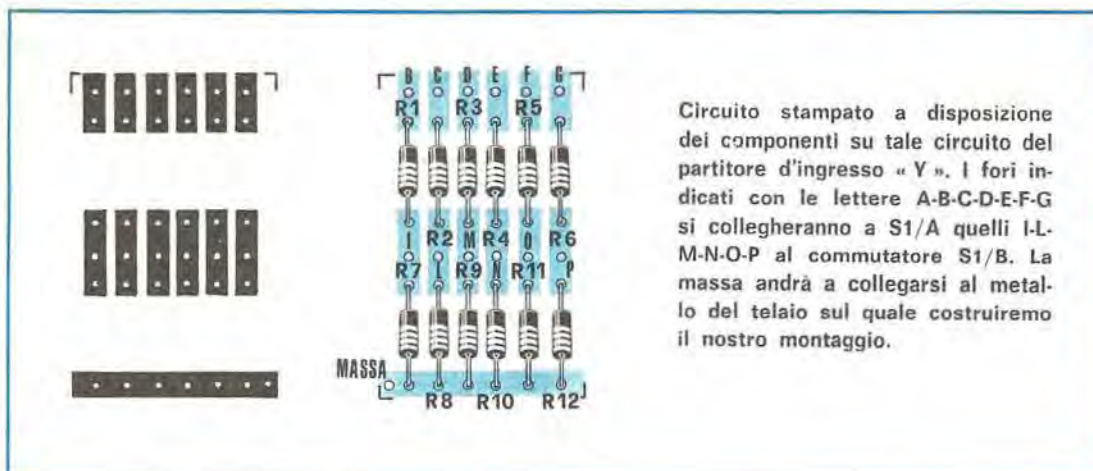 B C D E F G
R1 R3 R5
I R2 M R4 O R6
R7 L R9 N R11 P
MASSA
R8 R10 R12
Circuito stampato a disposizione
dei componenti su tale circuito del
partitore d'ingresso « Y ». I fori in-
dicati con le lettere A-B-C-D-E-F-G
si collegheranno a S1/A quelli I-L-
M-N-O-P al commutatore S1/B. La
massa andrà a collegarsi al metal-
lo del telaio sul quale costruiremo
il nostro montaggio.